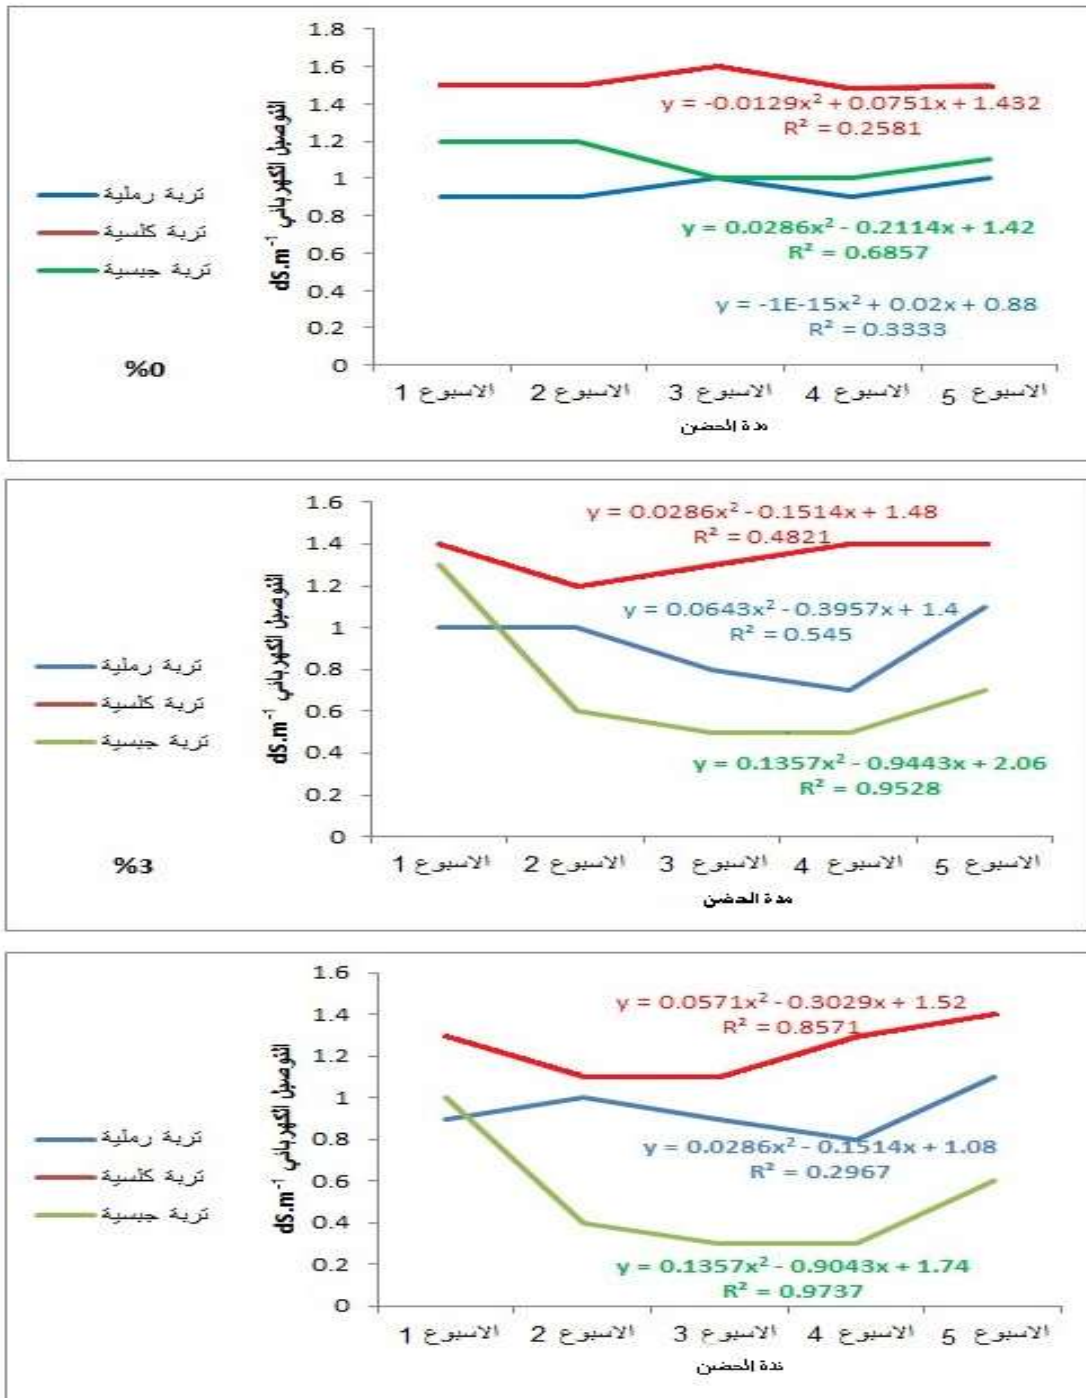 1.8
1.6
1.4
1.2
1
0.8
0.6
0.4
0.2
0
التوصيل الكهربائي dS.m⁻¹
y = -0.0129x² + 0.0751x + 1.432
R² = 0.2581
y = 0.0286x² - 0.2114x + 1.42
R² = 0.6857
y = -1E-15x² + 0.02x + 0.88
R² = 0.3333
تربة رملية
تربة كلسية
تربة جبسية
%0
الاسبوع 1 الاسبوع 2 الاسبوع 3 الاسبوع 4 الاسبوع 5
مدة الحضن
1.6
1.4
1.2
1
0.8
0.6
0.4
0.2
0
التوصيل الكهربائي dS.m⁻¹
y = 0.0286x² - 0.1514x + 1.48
R² = 0.4821
y = 0.0643x² - 0.3957x + 1.4
R² = 0.545
y = 0.1357x² - 0.9443x + 2.06
R² = 0.9528
تربة رملية
تربة كلسية
تربة جبسية
%3
الاسبوع 1 الاسبوع 2 الاسبوع 3 الاسبوع 4 الاسبوع 5
مدة الحضن
1.6
1.4
1.2
1
0.8
0.6
0.4
0.2
0
التوصيل الكهربائي dS.m⁻¹
y = 0.0571x² - 0.3029x + 1.52
R² = 0.8571
y = 0.0286x² - 0.1514x + 1.08
R² = 0.2967
y = 0.1357x² - 0.9043x + 1.74
R² = 0.9737
تربة رملية
تربة كلسية
تربة جبسية
الاسبوع 1 الاسبوع 2 الاسبوع 3 الاسبوع 4 الاسبوع 5
مدة الحضن